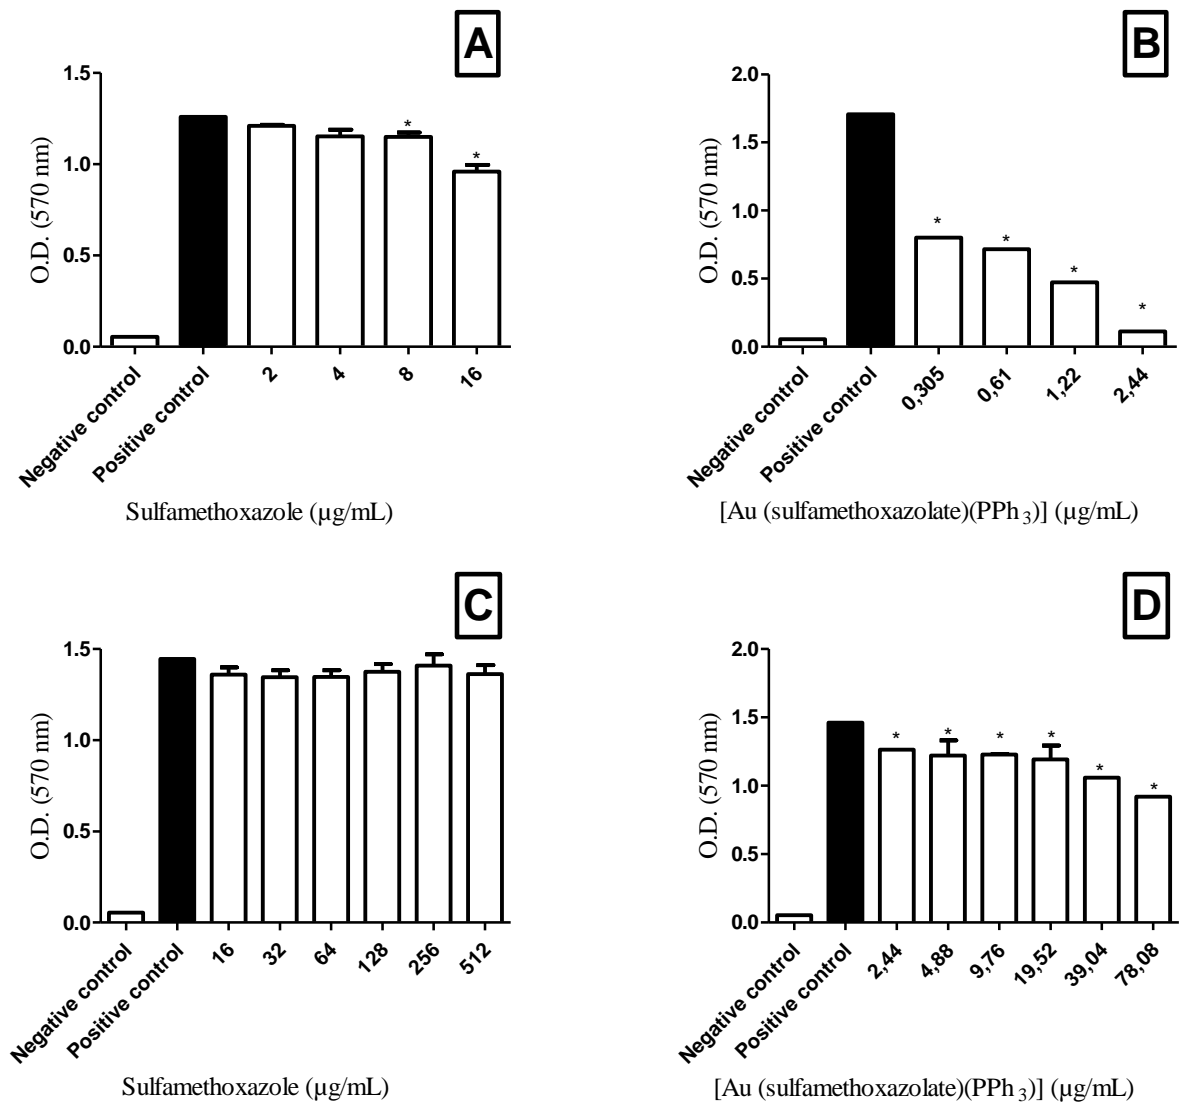 A
1.5
1.0
0.5
0.0
O.D. (570 nm)
*
*
Negative control
Positive control
2
4
8
16
Sulfamethoxazole (µg/mL)
B
2.0
1.5
1.0
0.5
0.0
O.D. (570 nm)
*
*
*
*
Negative control
Positive control
0,305
0,61
1,22
2,44
[Au (sulfamethoxazolate)(PPh3)] (µg/mL)
C
1.5
1.0
0.5
0.0
O.D. (570 nm)
Negative control
Positive control
16
32
64
128
256
512
Sulfamethoxazole (µg/mL)
D
2.0
1.5
1.0
0.5
0.0
O.D. (570 nm)
*
*
*
*
*
*
Negative control
Positive control
2,44
4,88
9,76
19,52
39,04
78,08
[Au (sulfamethoxazolate)(PPh3)] (µg/mL)